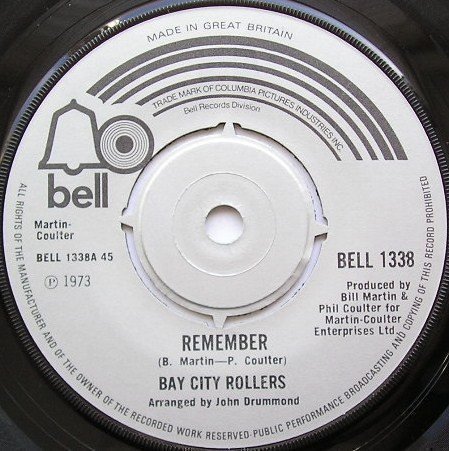 MADE IN GREAT BRITAIN
TRADE MARK OF COLUMBIA PICTURES INDUSTRIES, INC.
Bell Records Division
bell
Martin-
Coulter
BELL 1338A 45
Ⓟ 1973
BELL 1338
Produced by
Bill Martin &
Phil Coulter for
Martin-Coulter
Enterprises Ltd.
REMEMBER
(B. Martin—P. Coulter)
BAY CITY ROLLERS
Arranged by John Drummond
ALL RIGHTS OF THE MANUFACTURER AND OF THE OWNER OF THE RECORDED WORK RESERVED·PUBLIC PERFORMANCE BROADCASTING AND COPYING OF THIS RECORD PROHIBITED